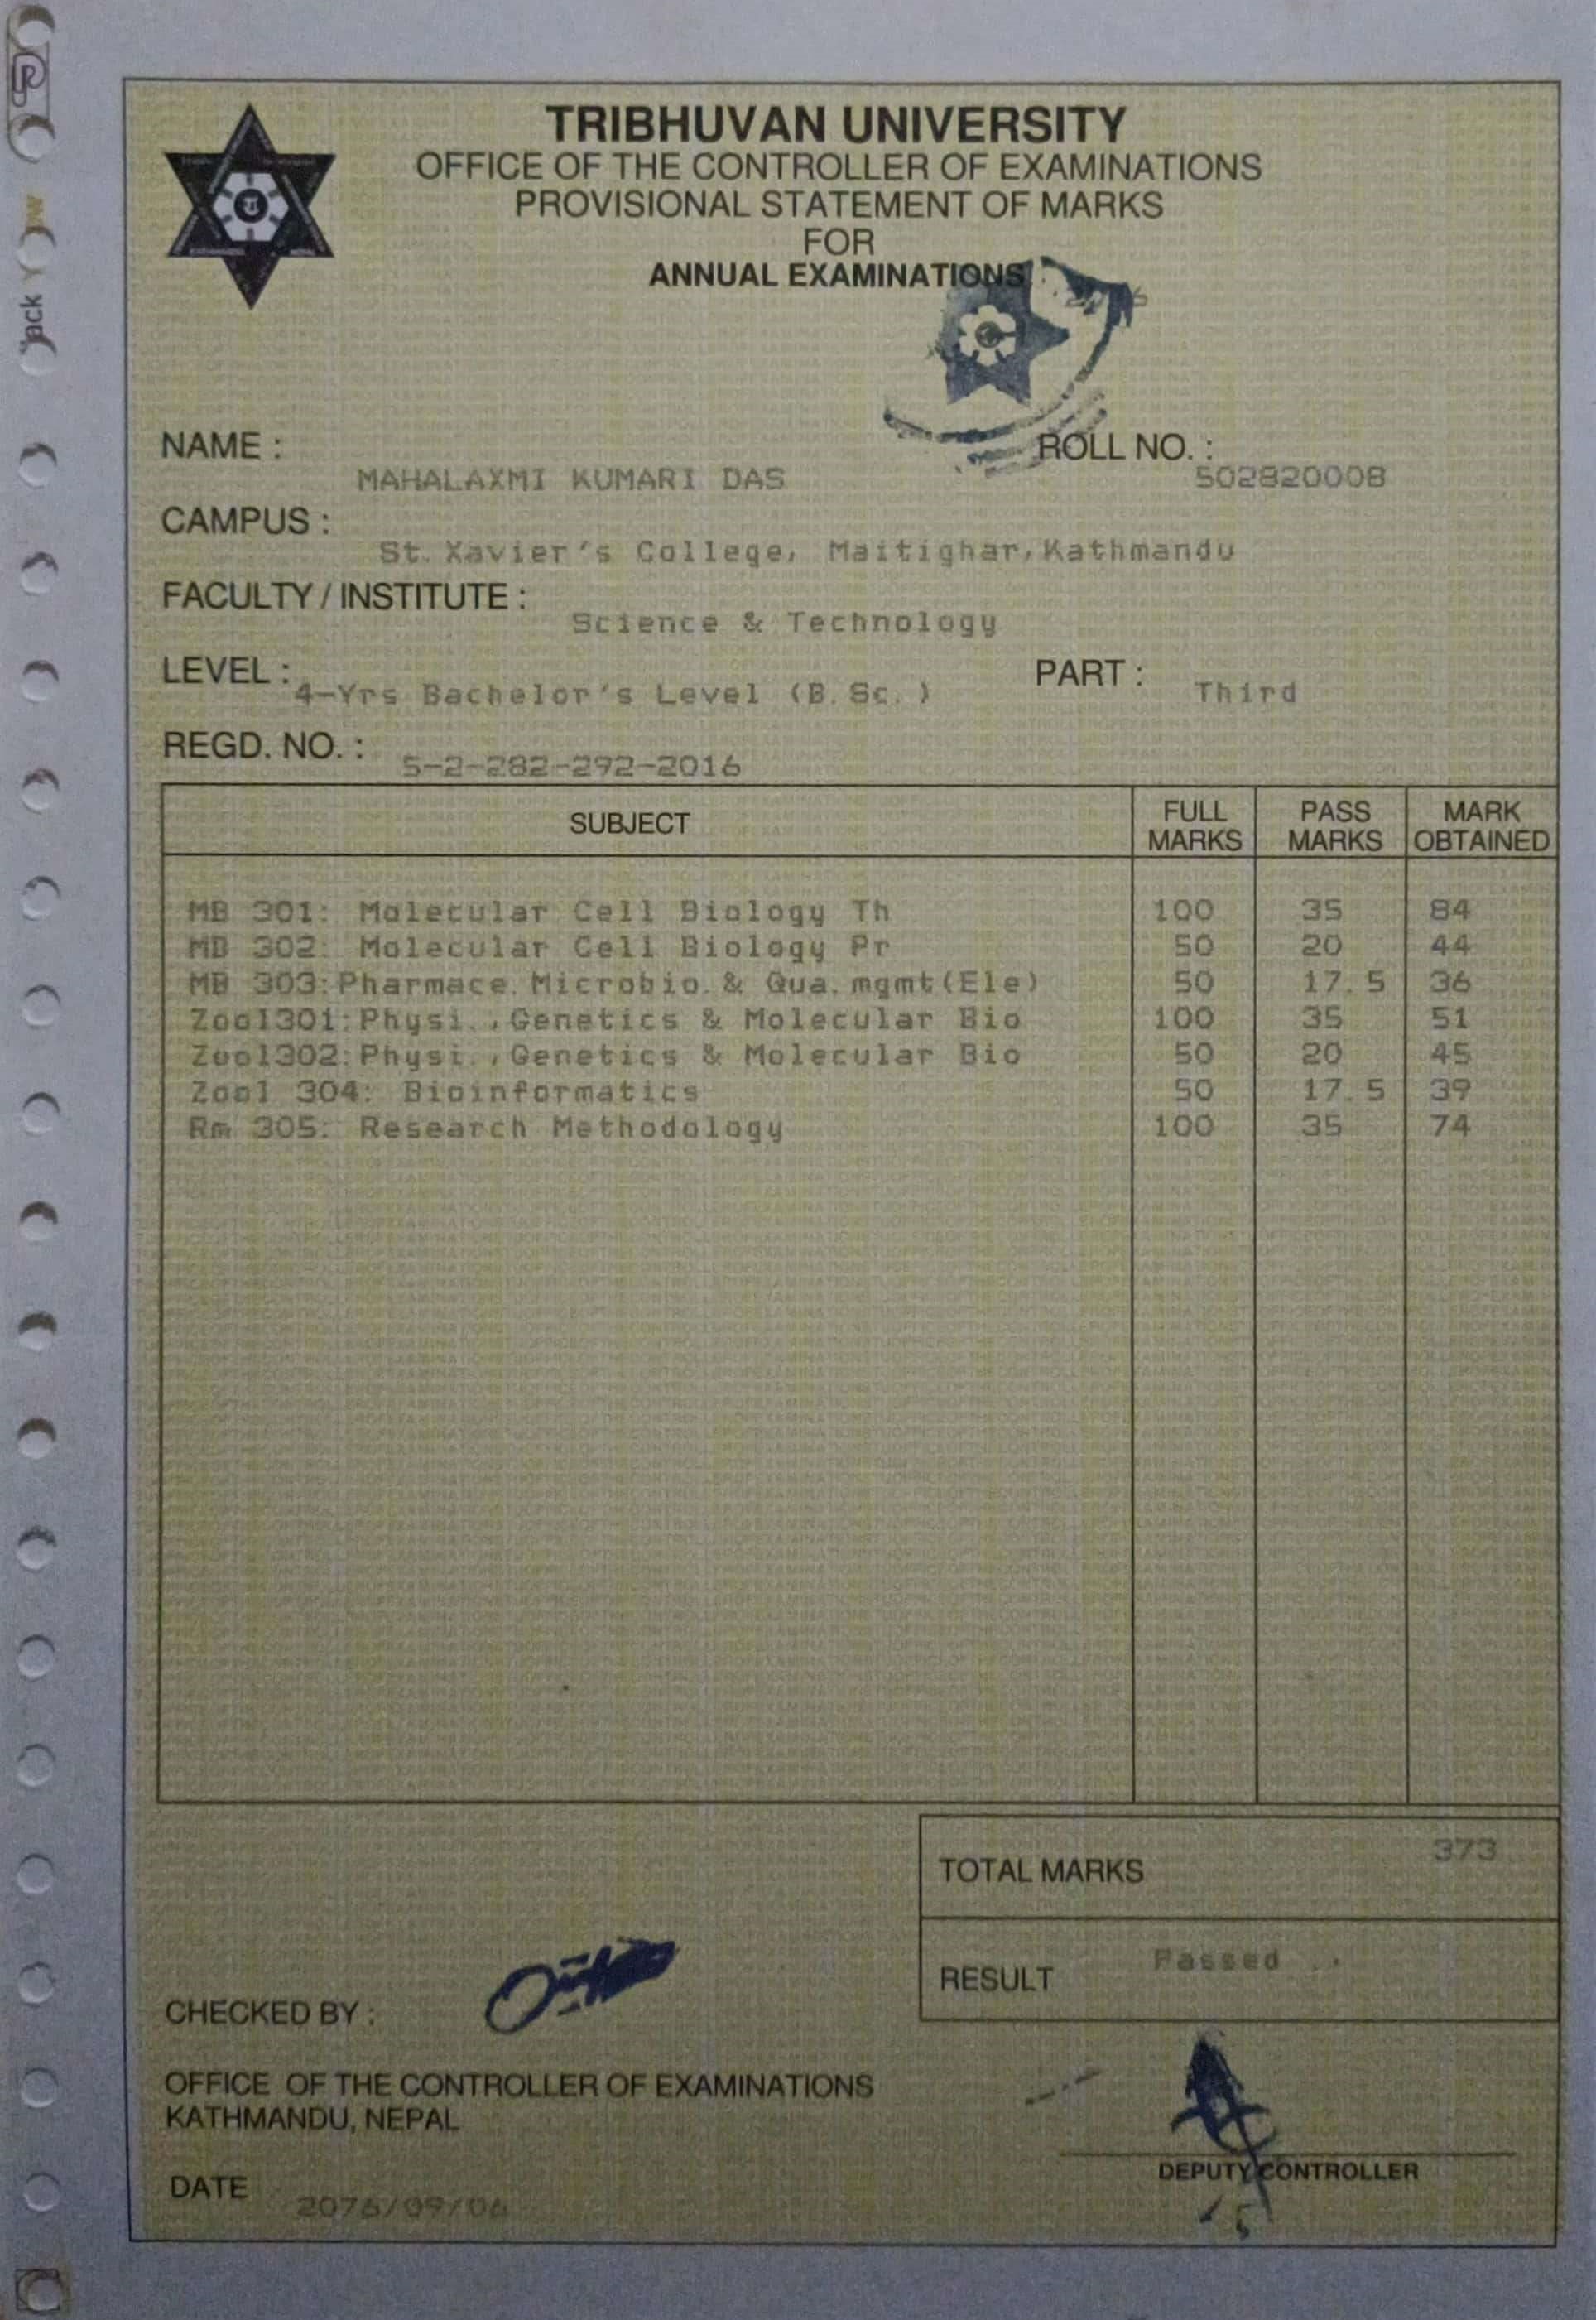 TRIBHUVAN UNIVERSITY
OFFICE OF THE CONTROLLER OF EXAMINATIONS
PROVISIONAL STATEMENT OF MARKS
FOR
ANNUAL EXAMINATIONS
NAME :
ROLL NO. :
MAHALAXMI KUMARI DAS 502820008
CAMPUS :
St. Xavier's College, Maitighar, Kathmandu
FACULTY / INSTITUTE :
Science & Technology
LEVEL : 4-Yrs Bachelor's Level (B.Sc.) PART : Third
REGD. NO. : 5-2-282-292-2016
SUBJECT FULL MARKS PASS MARKS MARK OBTAINED
MB 301: Molecular Cell Biology Th 100 35 84
MB 302: Molecular Cell Biology Pr 50 20 44
MB 303:Pharmace.Microbio.& Qua.mgmt(Ele) 50 17.5 36
Zool301:Physi.,Genetics & Molecular Bio 100 35 51
Zool302:Physi.,Genetics & Molecular Bio 50 20 45
Zool 304: Bioinformatics 50 17.5 39
Rm 305: Research Methodology 100 35 74
TOTAL MARKS 373
RESULT Passed
CHECKED BY :
OFFICE OF THE CONTROLLER OF EXAMINATIONS
KATHMANDU, NEPAL
DEPUTY CONTROLLER
DATE 2076/09/06